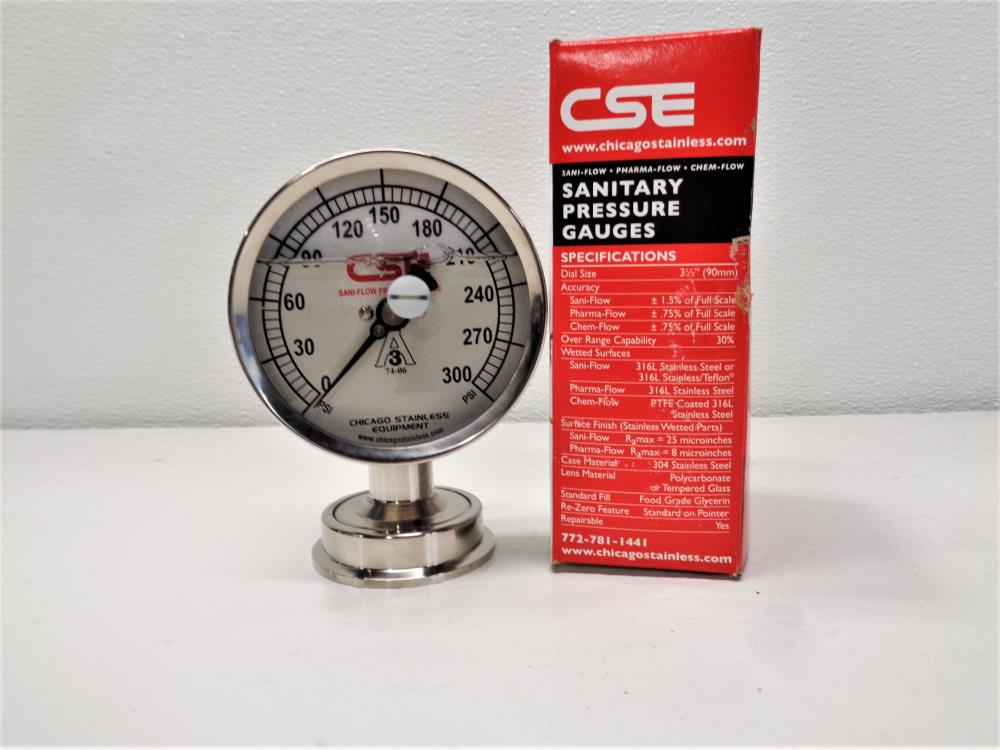 150
120 180
90 210
CSE
SANI-FLOW
60 240
30 270
3
74-06
0 300
PSI PSI
CHICAGO STAINLESS
EQUIPMENT
www.chicagostainless.com
CSE
www.chicagostainless.com
SANI-FLOW • PHARMA-FLOW • CHEM-FLOW
SANITARY
PRESSURE
GAUGES
SPECIFICATIONS
Dial Size 3½" (90mm)
Accuracy
Sani-Flow ± 1.5% of Full Scale
Pharma-Flow ± .75% of Full Scale
Chem-Flow ± .75% of Full Scale
Over Range Capability 30%
Wetted Surfaces
Sani-Flow 316L Stainless Steel or
316L Stainless/Teflon®
Pharma-Flow 316L Stainless Steel
Chem-Flow PTFE Coated 316L
Stainless Steel
Surface Finish (Stainless Wetted Parts)
Sani-Flow Ramax = 25 microinches
Pharma-Flow Ramax = 8 microinches
Case Material 304 Stainless Steel
Lens Material Polycarbonate
or Tempered Glass
Standard Fill Food Grade Glycerin
Re-Zero Feature Standard on Pointer
Repairable Yes
772-781-1441
www.chicagostainless.com